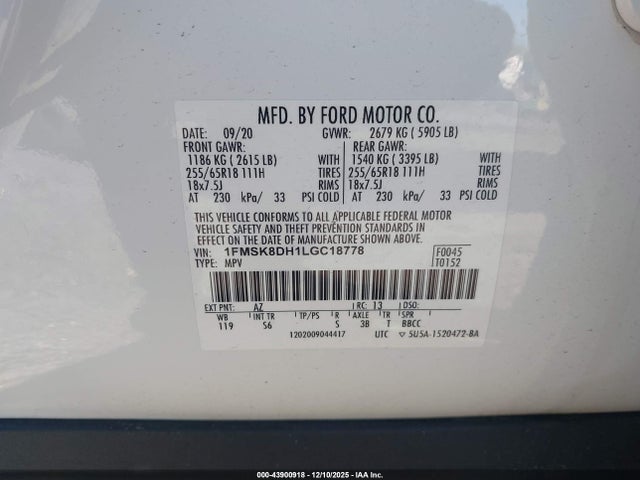 MFD. BY FORD MOTOR CO.
DATE: 09/20 GVWR: 2679 KG ( 5905 LB)
FRONT GAWR: REAR GAWR:
1186 KG ( 2615 LB) WITH 1540 KG ( 3395 LB) WITH
255/65R18 111H TIRES 255/65R18 111H TIRES
18x7.5J RIMS 18x7.5J RIMS
AT 230 kPa/ 33 PSI COLD AT 230 kPa/ 33 PSI COLD
THIS VEHICLE CONFORMS TO ALL APPLICABLE FEDERAL MOTOR
VEHICLE SAFETY AND THEFT PREVENTION STANDARDS IN
EFFECT ON THE DATE OF MANUFACTURE SHOWN ABOVE.
VIN: 1FMSK8DH1LGC18778 F0045
TYPE: MPV T0152
EXT PNT: AZ RC: 13 DSO:
WB INT TR TP/PS R AXLE TR SPR
119 S6 S 3B T BBCC
1202009044417 UTC 5U5A-1520472-BA
000-43900918 - 12/10/2025 - IAA Inc.